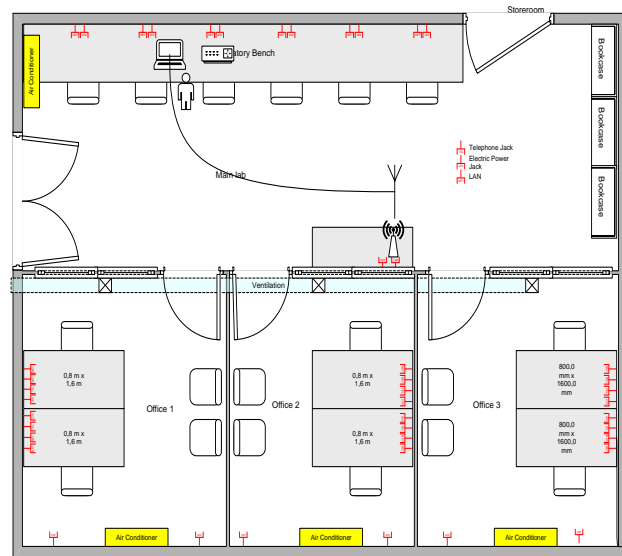 Storeroom
Air Conditioner
atory Bench
Bookcase
Bookcase
Bookcase
Telephone Jack
Electric Power
Jack
LAN
Main lab
Ventilation
0,8 m x
1,6 m
0,8 m x
1,6 m
Office 1
Office 2
0,8 m x
1,6 m
0,8 m x
1,6 m
Office 3
800,0
mm x
1600,0
mm
800,0
mm x
1600,0
mm
Air Conditioner
Air Conditioner
Air Conditioner